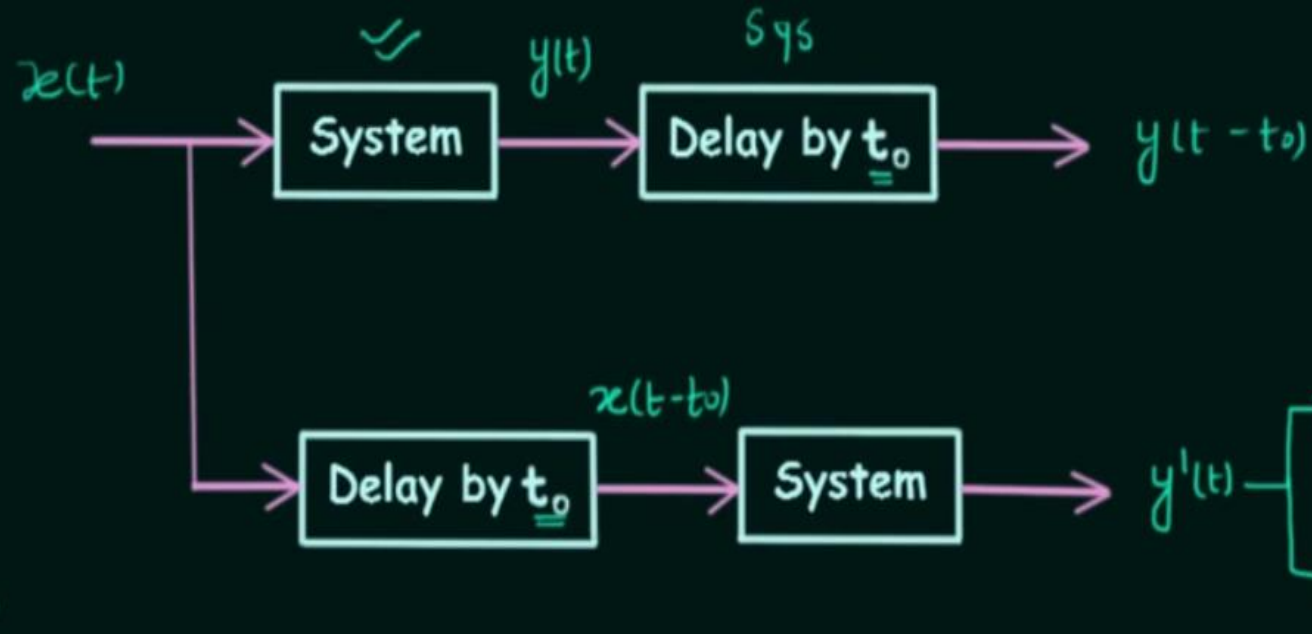 x(t)
System
y(t)
Sys
Delay by t₀
y(t - t₀)
Delay by t₀
x(t-t₀)
System
y'(t)